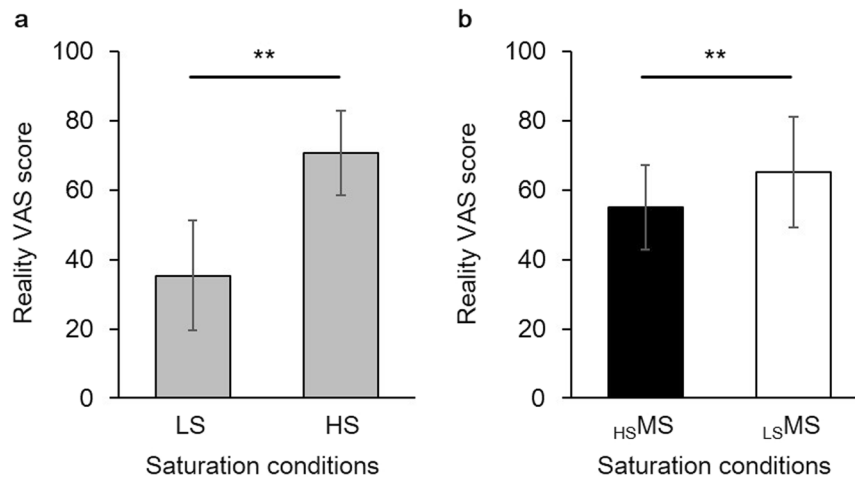 a
**
100
80
60
40
20
0
Reality VAS score
LS HS
Saturation conditions
b
**
100
80
60
40
20
0
Reality VAS score
HSMS LSMS
Saturation conditions